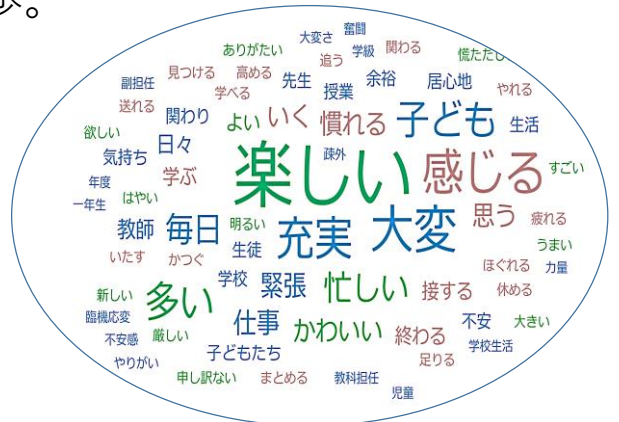 大変さ 奮闘
ありがたい 追う 学級 関わる 慌ただし
副担任 見つける 高める 先生 授業 余裕 居心地 やれる
送れる 学べる
欲しい 関わり よい いく 慣れる 子ども 生活
気持ち 日々 疎外
年度 学ぶ 楽しい 感じる すごい
一年生 はやい
教師 毎日 明るい 充実 大変 思う 疲れる
いたす かつぐ 生徒 うまい
学校 緊張 忙しい 接する ほぐれる 力量
新しい 多い 休める
臨機応変 仕事 かわいい 終わる 不安 大きい
不安感 厳しい 学校生活
やりがい 子どもたち 足りる
申し訳ない まとめる 教科担任
児童